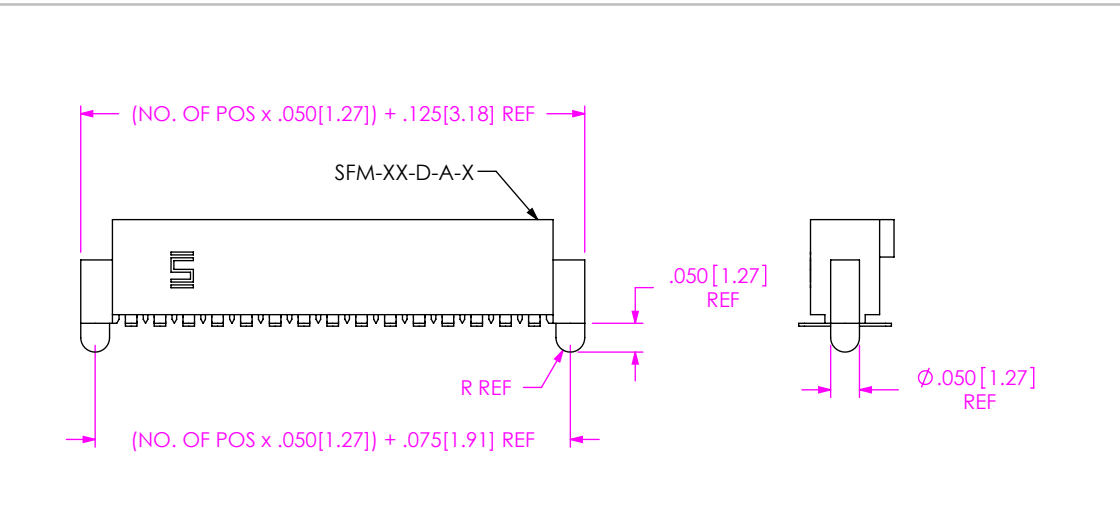 (NO. OF POS x .050[1.27]) + .125[3.18] REF
SFM-XX-D-A-X
.050[1.27]
REF
R REF
Ø.050[1.27]
REF
(NO. OF POS x .050[1.27]) + .075[1.91] REF